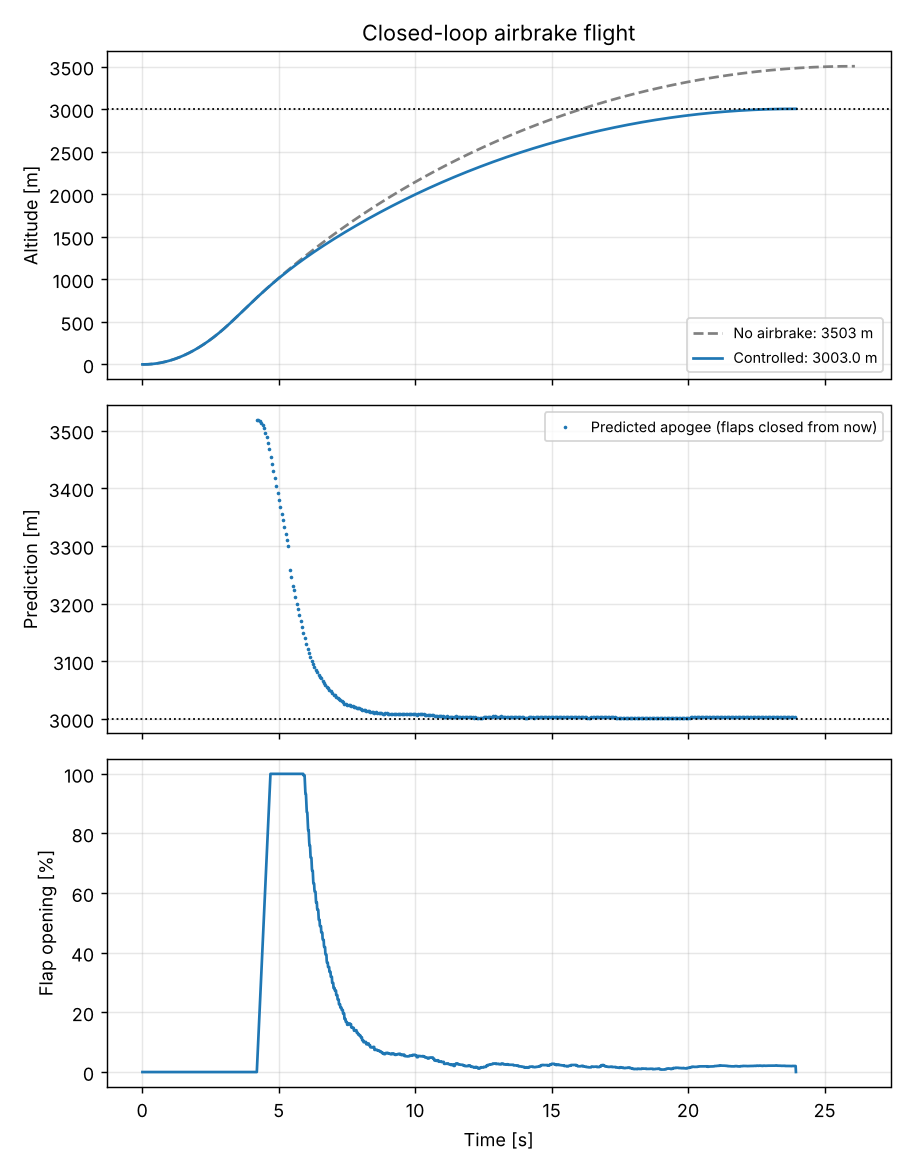 Closed-loop airbrake flight
3500
3000
2500
2000
1500
1000
500
0
Altitude [m]
No airbrake: 3503 m
Controlled: 3003.0 m
3500
3400
3300
3200
3100
3000
Prediction [m]
Predicted apogee (flaps closed from now)
100
80
60
40
20
0
Flap opening [%]
0 5 10 15 20 25
Time [s]